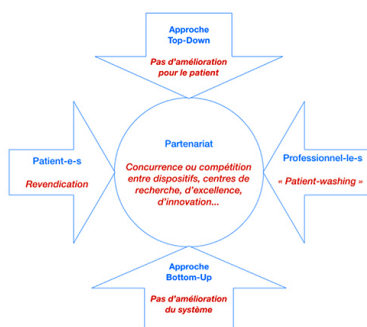 Approche
Top-Down
Pas d'amélioration
pour le patient
Patient-e-s
Revendication
Partenariat
Concurrence ou compétition
entre dispositifs, centres de
recherche, d'excellence,
d'innovation...
Professionnel-le-s
« Patient-washing »
Approche
Bottom-Up
Pas d'amélioration
du système